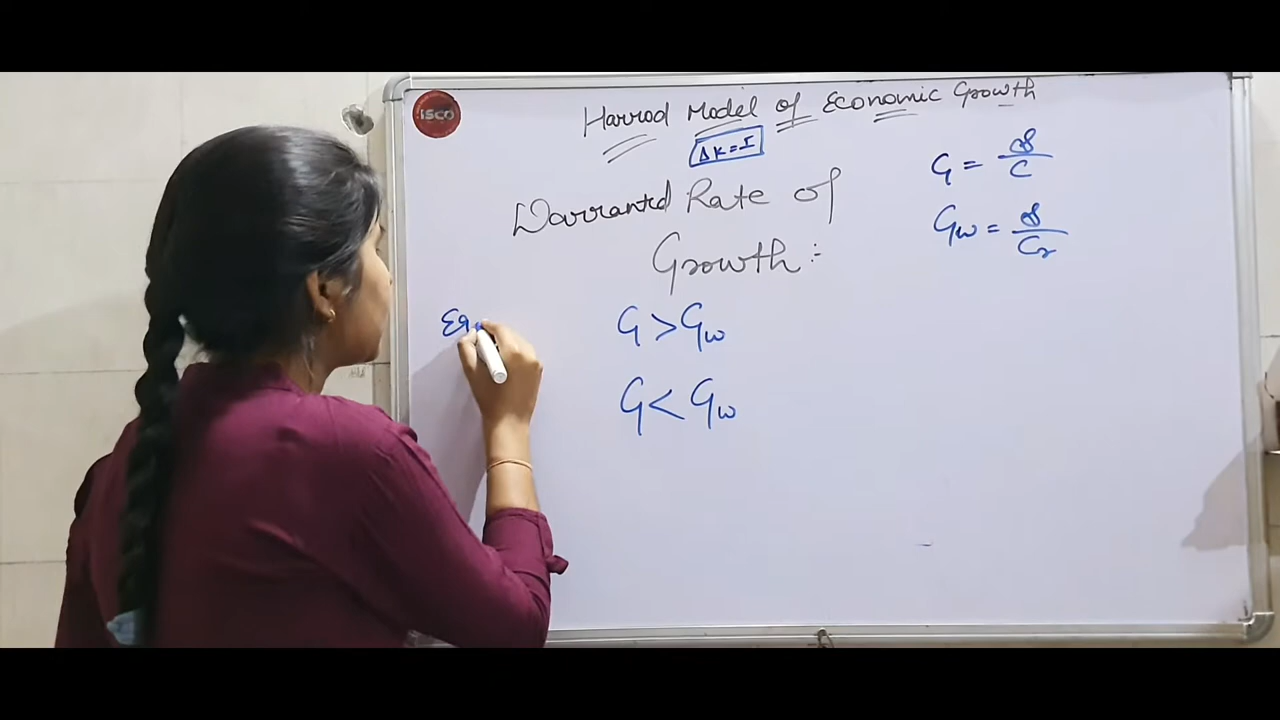 isco
Harrod Model of Economic Growth
ΔK=I
G = s/C
Warranted Rate of
Gw = s/Cr
Growth:-
G > Gw
G < Gw